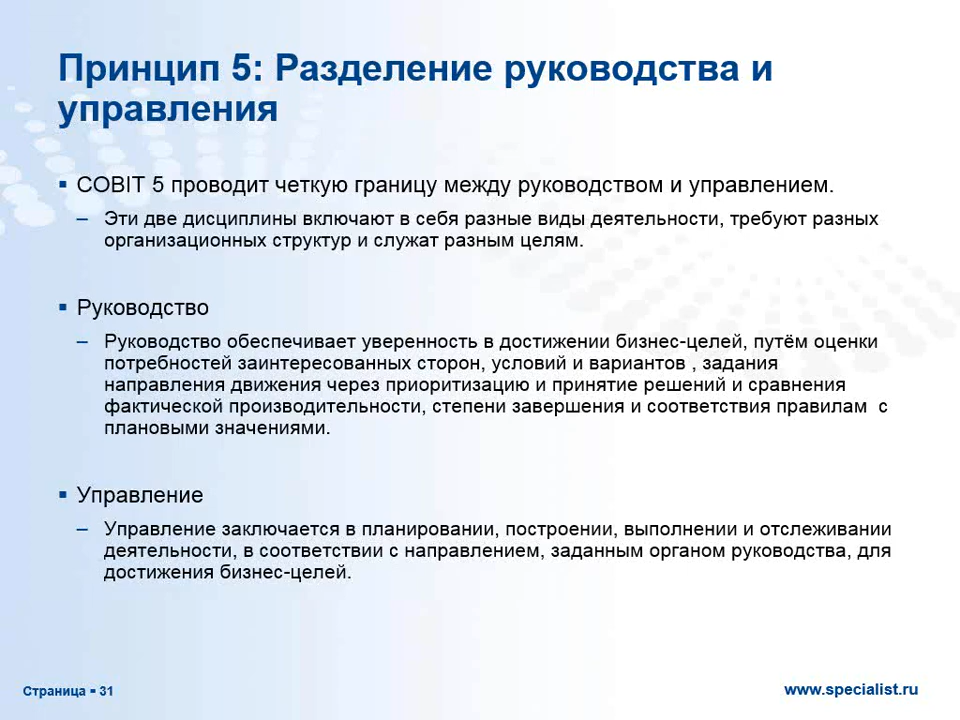 Принцип 5: Разделение руководства и
управления
▪ COBIT 5 проводит четкую границу между руководством и управлением.
– Эти две дисциплины включают в себя разные виды деятельности, требуют разных
организационных структур и служат разным целям.
▪ Руководство
– Руководство обеспечивает уверенность в достижении бизнес-целей, путём оценки
потребностей заинтересованных сторон, условий и вариантов , задания
направления движения через приоритизацию и принятие решений и сравнения
фактической производительности, степени завершения и соответствия правилам с
плановыми значениями.
▪ Управление
– Управление заключается в планировании, построении, выполнении и отслеживании
деятельности, в соответствии с направлением, заданным органом руководства, для
достижения бизнес-целей.
Страница ▪ 31
www.specialist.ru